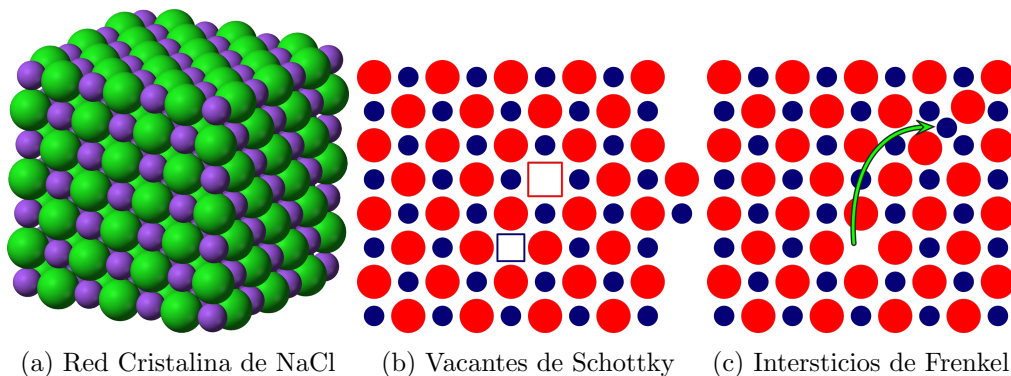 (a) Red Cristalina de NaCl
(b) Vacantes de Schottky
(c) Intersticios de Frenkel